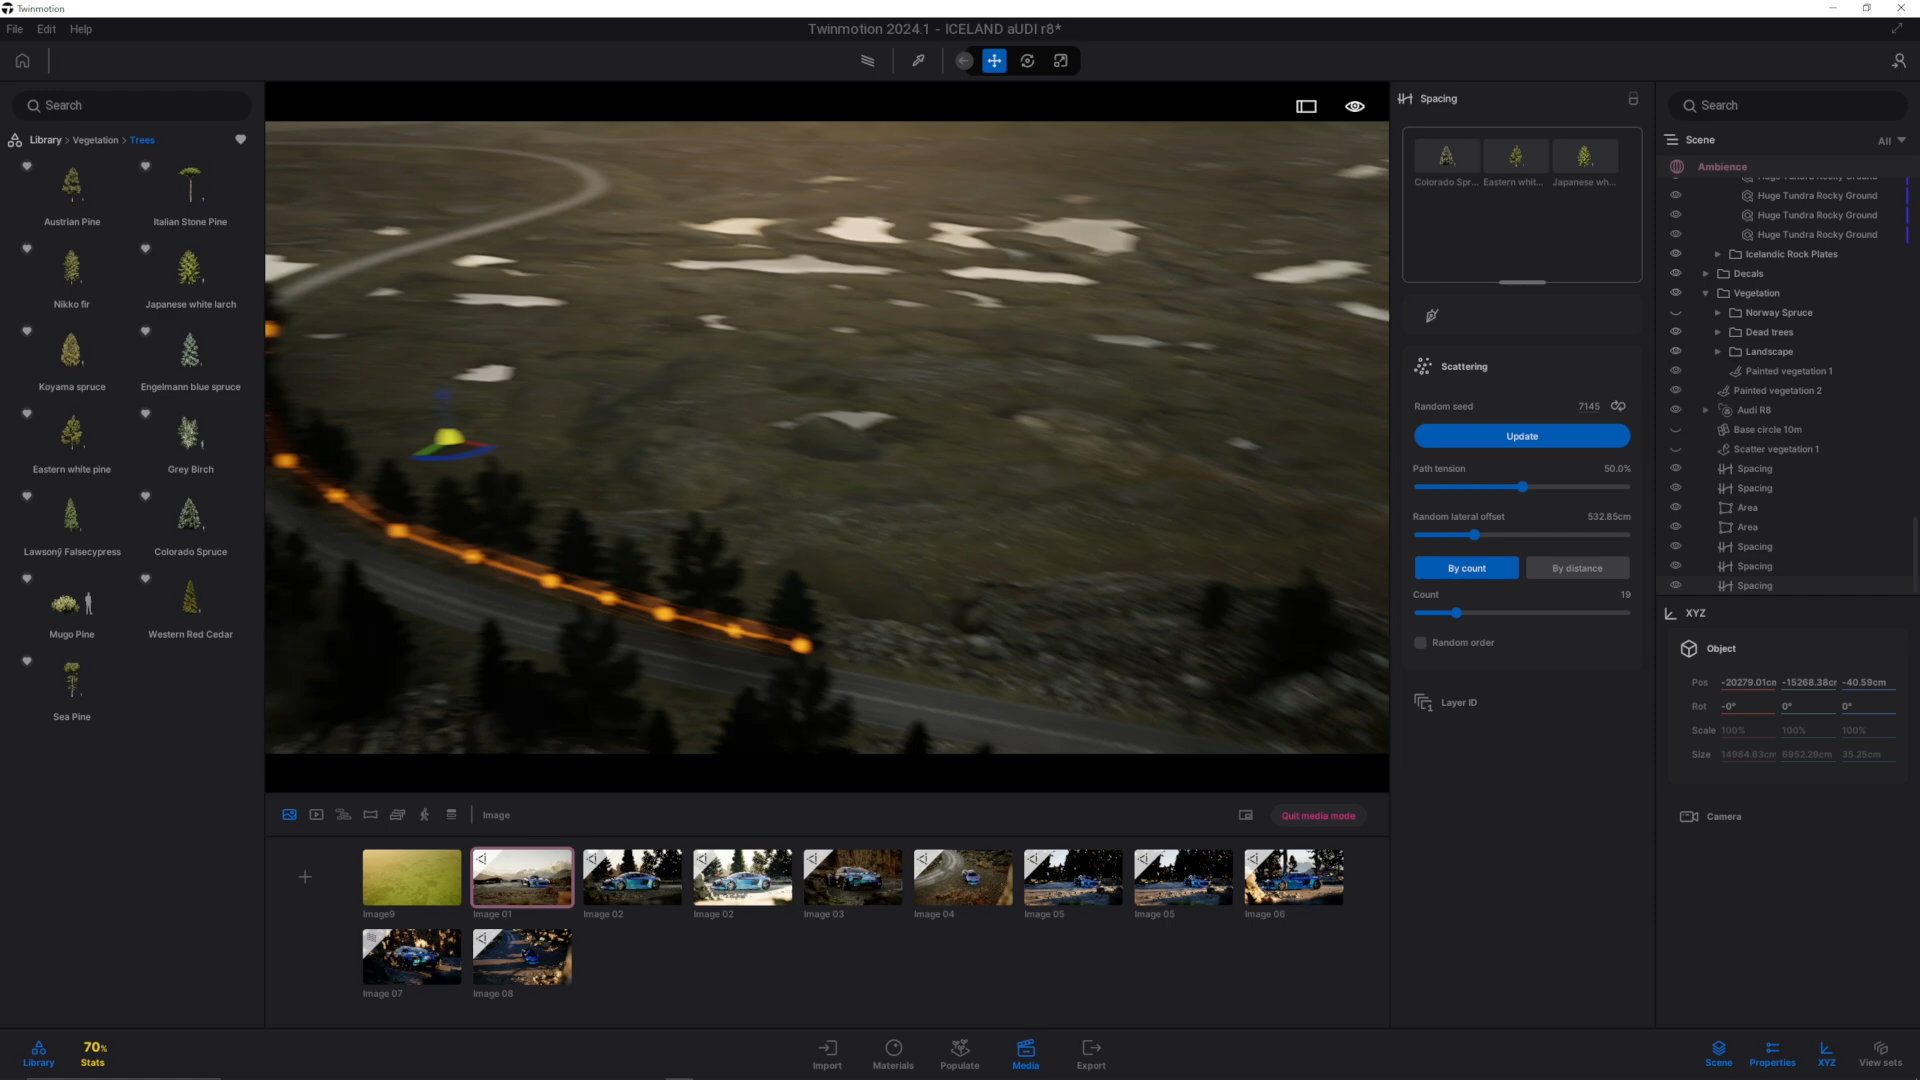 Twinmotion
File Edit Help
Twinmotion 2024.1 - ICELAND aUDI r8*
Search
Library > Vegetation > Trees
Austrian Pine
Italian Stone Pine
Nikko fir
Japanese white larch
Koyama spruce
Engelmann blue spruce
Eastern white pine
Grey Birch
Lawsonÿ Falsecypress
Colorado Spruce
Mugo Pine
Western Red Cedar
Sea Pine
Spacing
Colorado Spr... Eastern whit... Japanese wh...
Scattering
Random seed 7145
Update
Path tension 50.0%
Random lateral offset 532.85cm
By count By distance
Count 19
Random order
Layer ID
Search
Scene All
Ambience
Huge Tundra Rocky Ground
Huge Tundra Rocky Ground
Huge Tundra Rocky Ground
Huge Tundra Rocky Ground
Icelandic Rock Plates
Decals
Vegetation
Norway Spruce
Dead trees
Landscape
Painted vegetation 1
Painted vegetation 2
Audi R8
Base circle 10m
Scatter vegetation 1
Spacing
Spacing
Area
Area
Spacing
Spacing
Spacing
XYZ
Object
Pos -20279.01cm -15268.38cm -40.59cm
Rot -0° 0° 0°
Scale 100% 100% 100%
Size 14984.63cm 6952.29cm 35.25cm
Camera
Image
Quit media mode
Image9
Image 01
Image 02
Image 02
Image 03
Image 04
Image 05
Image 05
Image 06
Image 07
Image 08
Library
70% Stats
Import
Materials
Populate
Media
Export
Scene
Properties
XYZ
View sets